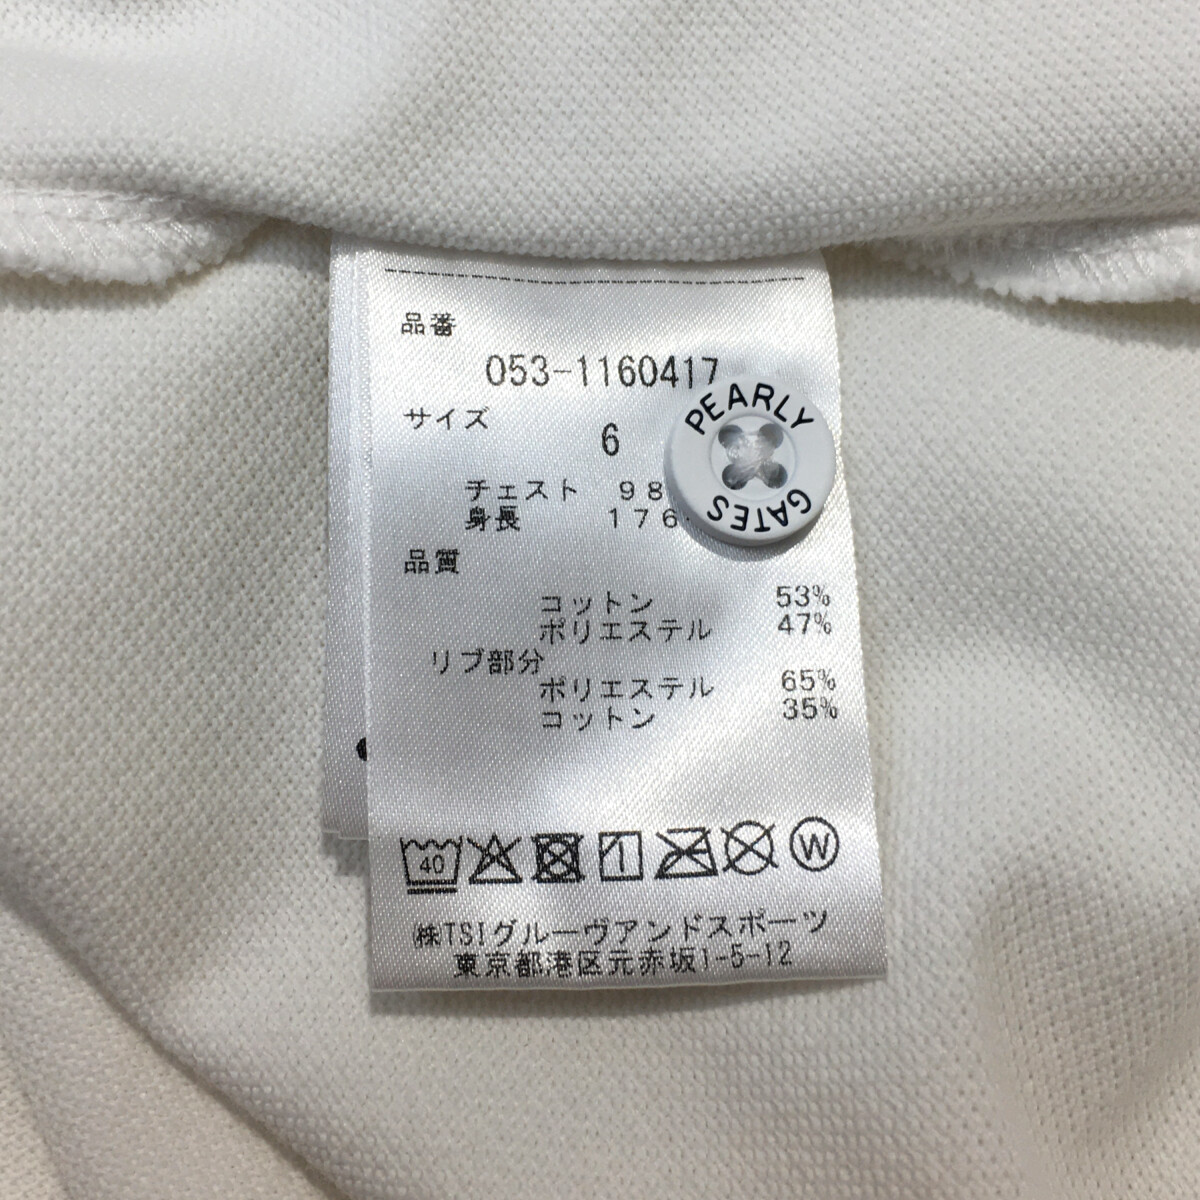 品番
053-1160417
サイズ
6
チェスト 98
身長 176
PEARLY
GATES
品質
コットン 53%
ポリエステル 47%
リブ部分
ポリエステル 65%
コットン 35%
40
W
㈱TSIグルーヴアンドスポーツ
東京都港区元赤坂1-5-12